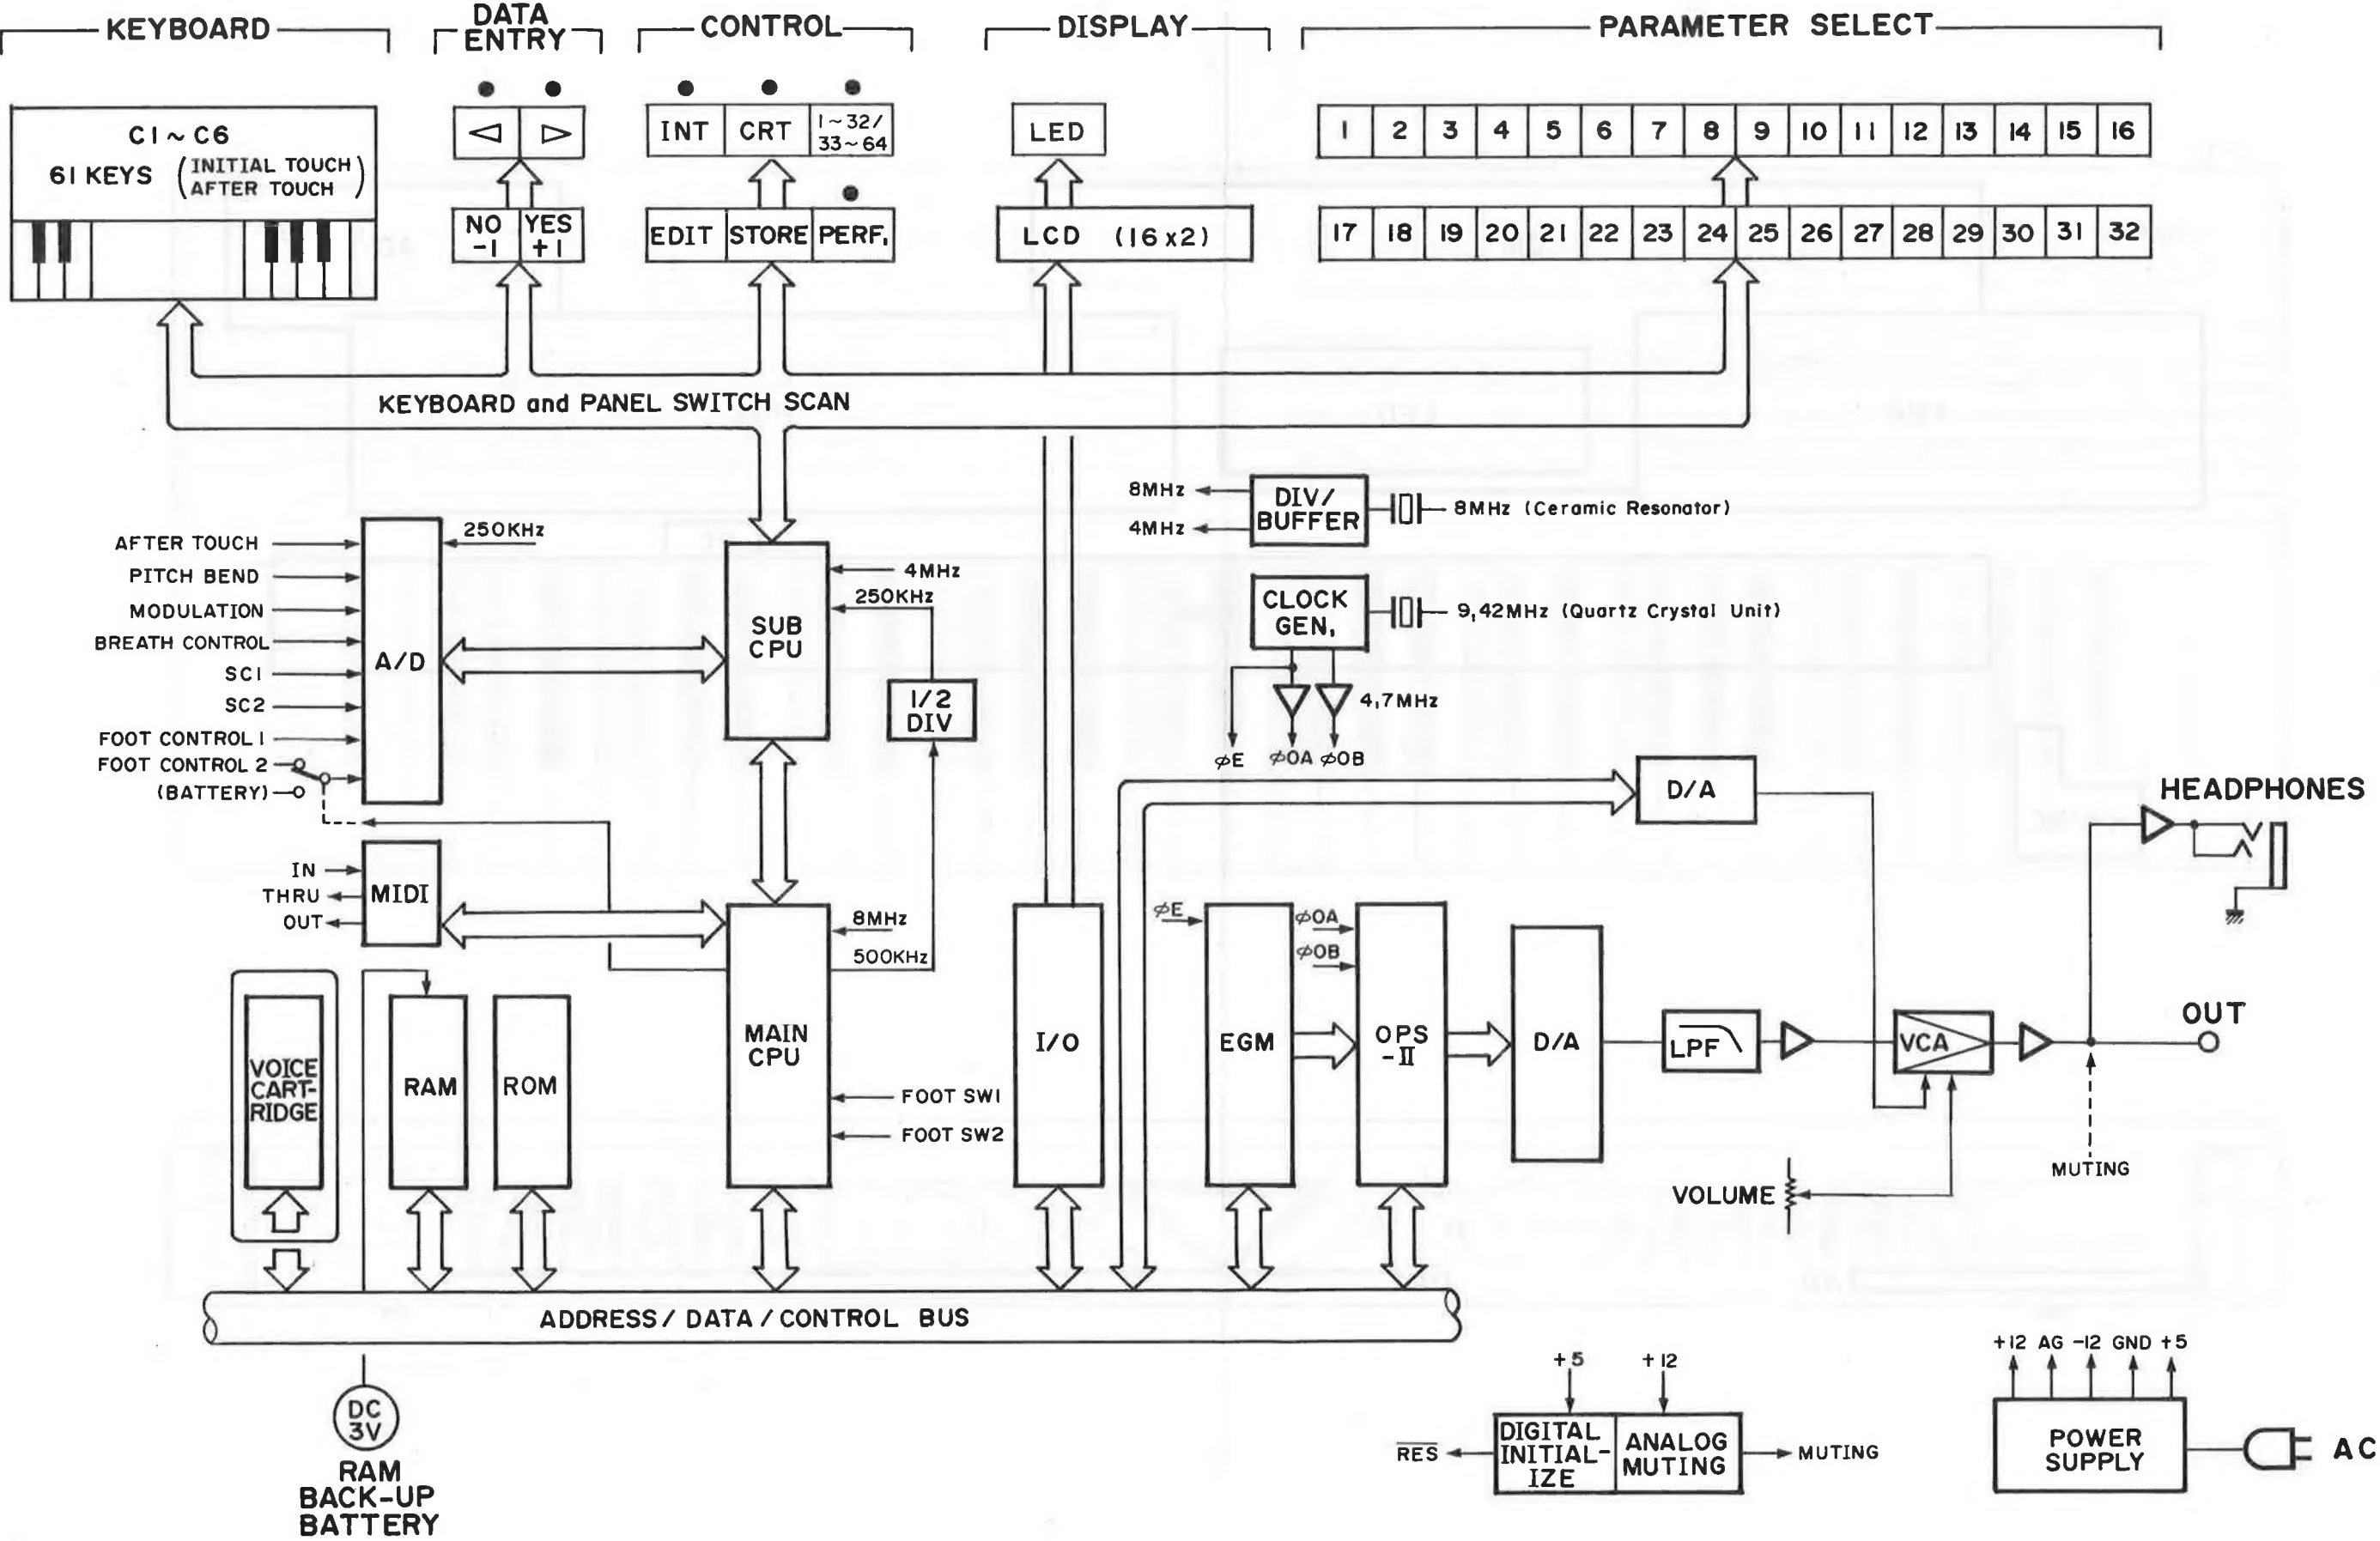 KEYBOARD
DATA
ENTRY
CONTROL
DISPLAY
PARAMETER SELECT
C1 ~ C6
61 KEYS (INITIAL TOUCH
AFTER TOUCH)
INT
CRT
1~32/
33~64
LED
1 2 3 4 5 6 7 8 9 10 11 12 13 14 15 16
NO
-1
YES
+1
EDIT
STORE
PERF.
LCD (16x2)
17 18 19 20 21 22 23 24 25 26 27 28 29 30 31 32
KEYBOARD and PANEL SWITCH SCAN
AFTER TOUCH
PITCH BEND
MODULATION
BREATH CONTROL
SC1
SC2
FOOT CONTROL 1
FOOT CONTROL 2
(BATTERY)
A/D
250KHz
SUB
CPU
4MHz
250KHz
1/2
DIV
8MHz
4MHz
DIV/
BUFFER
8MHz (Ceramic Resonator)
CLOCK
GEN.
9,42MHz (Quartz Crystal Unit)
4,7MHz
φE
φOA
φOB
D/A
HEADPHONES
IN
THRU
OUT
MIDI
VOICE
CART-
RIDGE
RAM
ROM
MAIN
CPU
8MHz
500KHz
FOOT SW1
FOOT SW2
I/O
φE
EGM
φOA
φOB
OPS
-II
D/A
LPF
VCA
OUT
VOLUME
MUTING
ADDRESS / DATA / CONTROL BUS
DC
3V
RAM
BACK-UP
BATTERY
+5
+12
R̅E̅S̅
DIGITAL
INITIAL-
IZE
ANALOG
MUTING
MUTING
+12 AG -12 GND +5
POWER
SUPPLY
AC